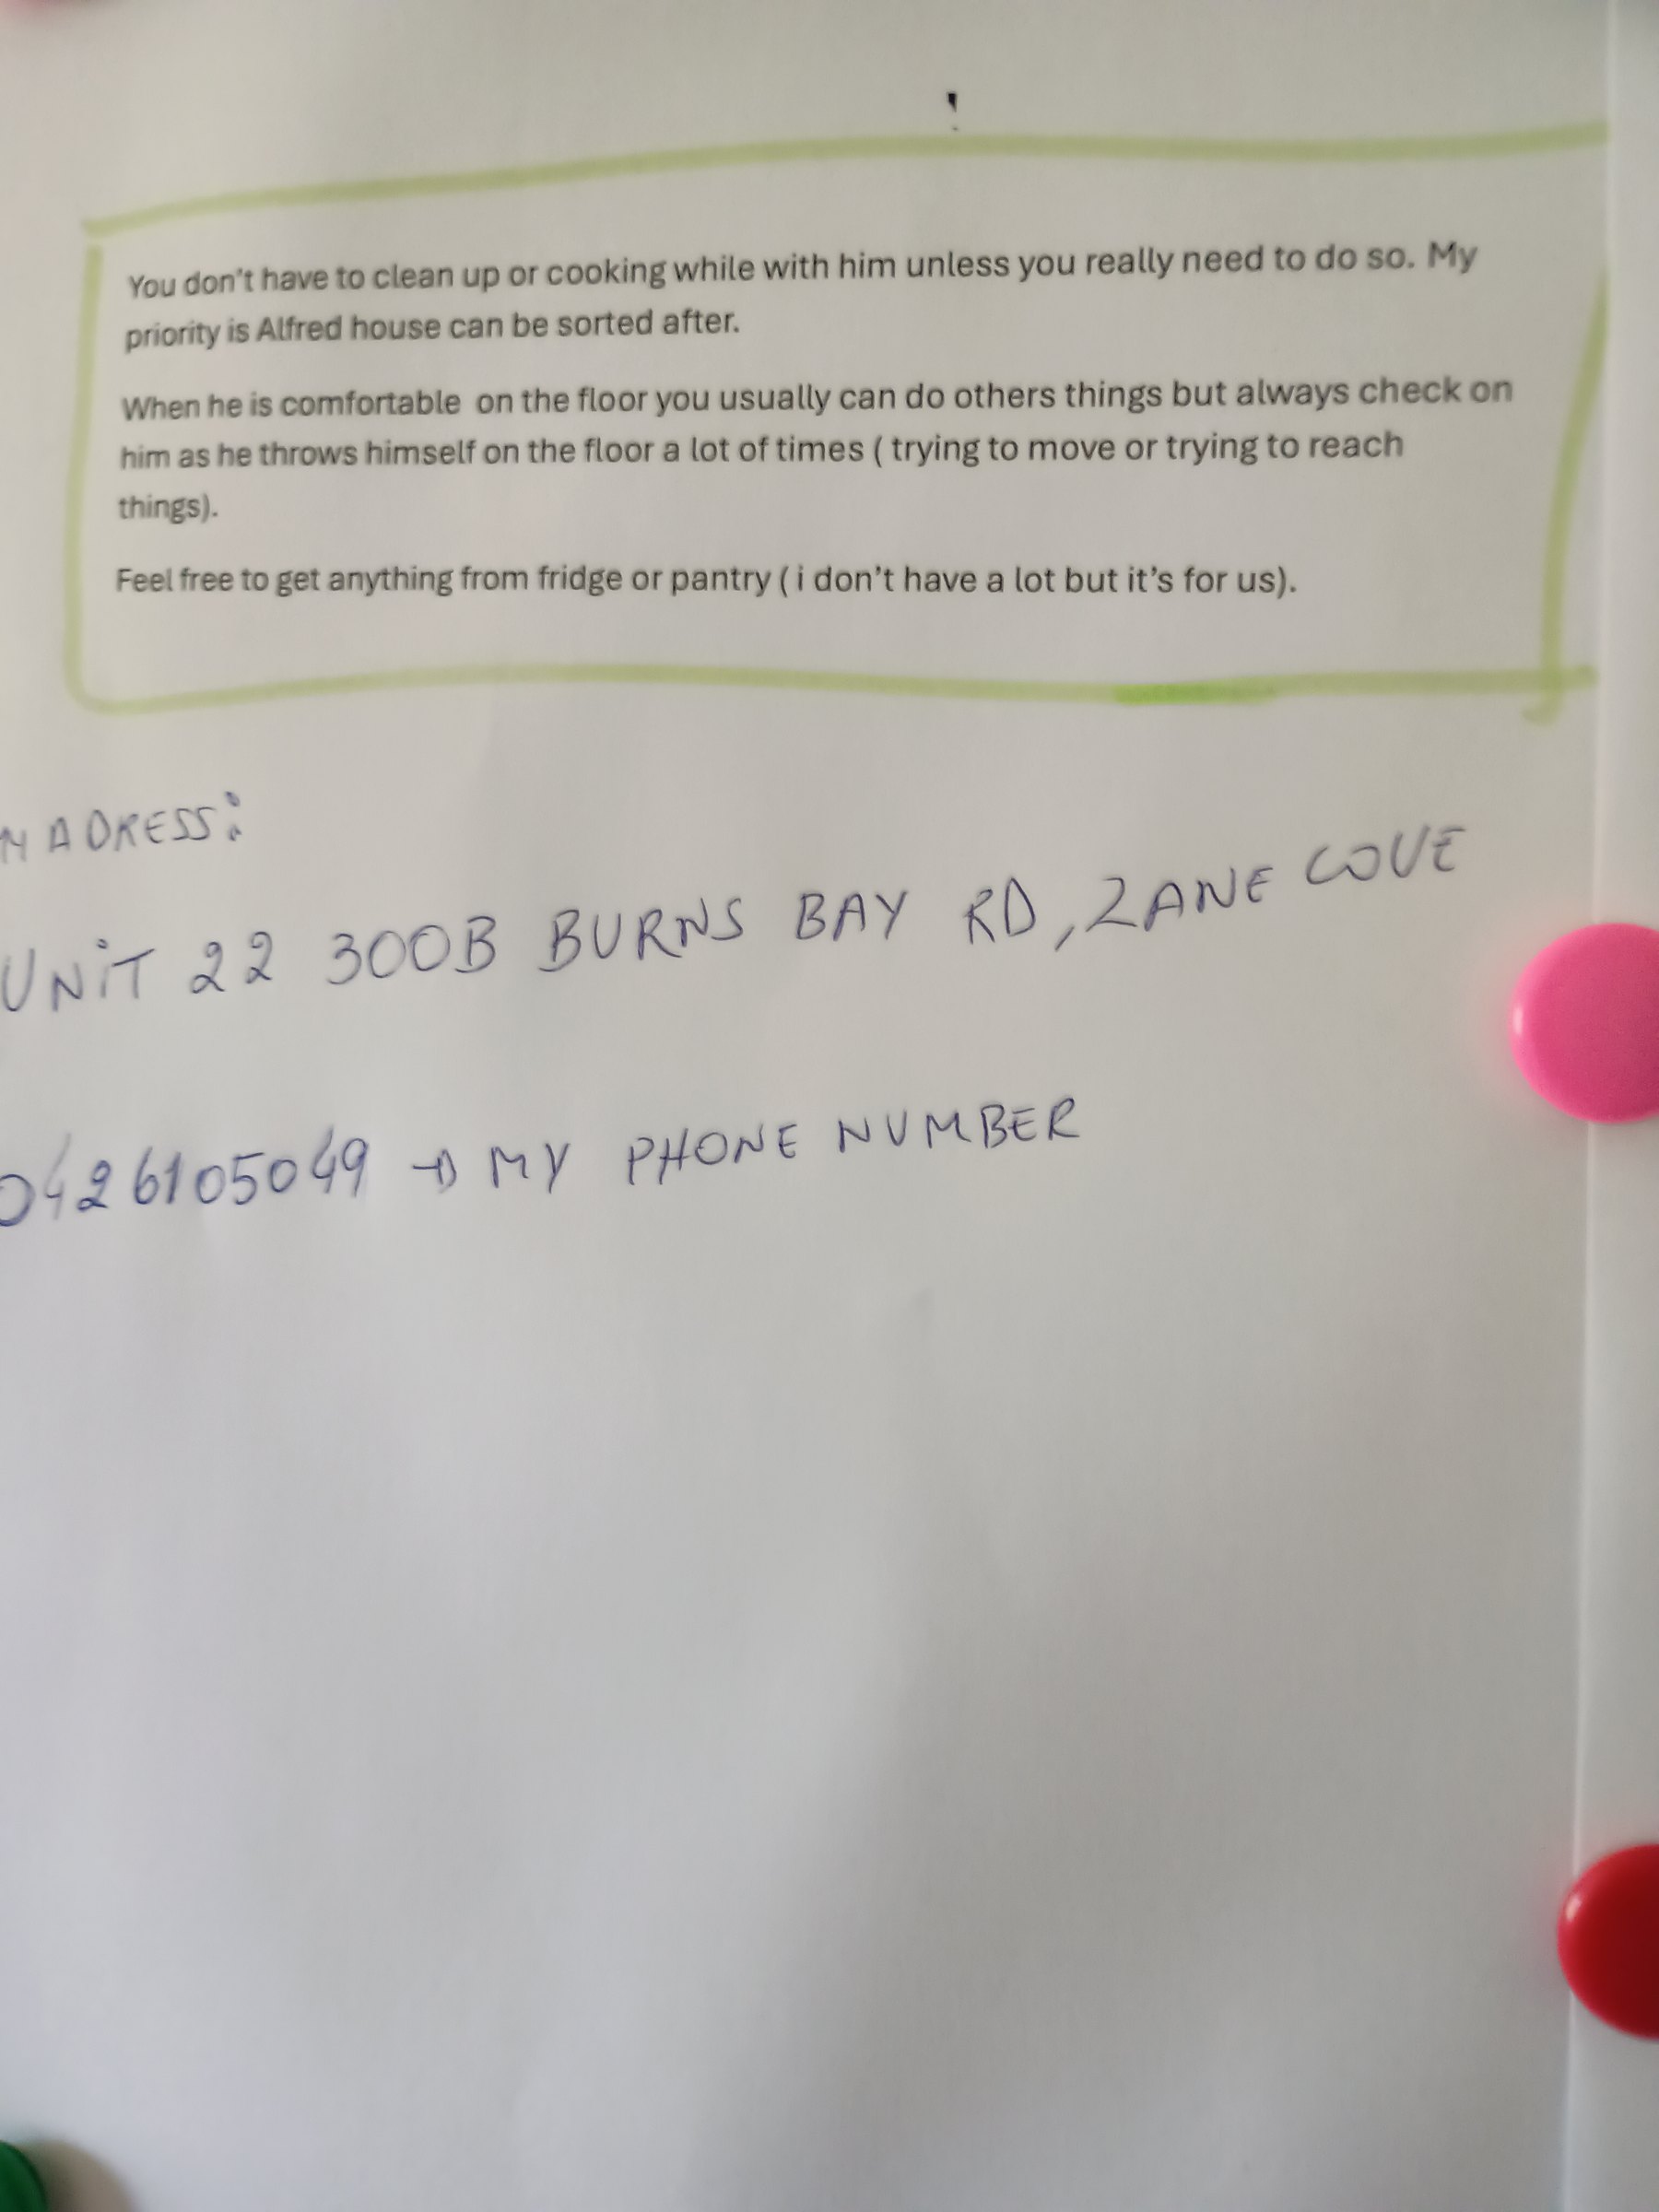 You don't have to clean up or cooking while with him unless you really need to do so. My
priority is Alfred house can be sorted after.
When he is comfortable on the floor you usually can do others things but always check on
him as he throws himself on the floor a lot of times ( trying to move or trying to reach
things).
Feel free to get anything from fridge or pantry ( i don't have a lot but it's for us).
ADRESS:
UNiT 22 300B BURNS BAY RD, LANE COVE
0426105049 → MY PHONE NUMBER